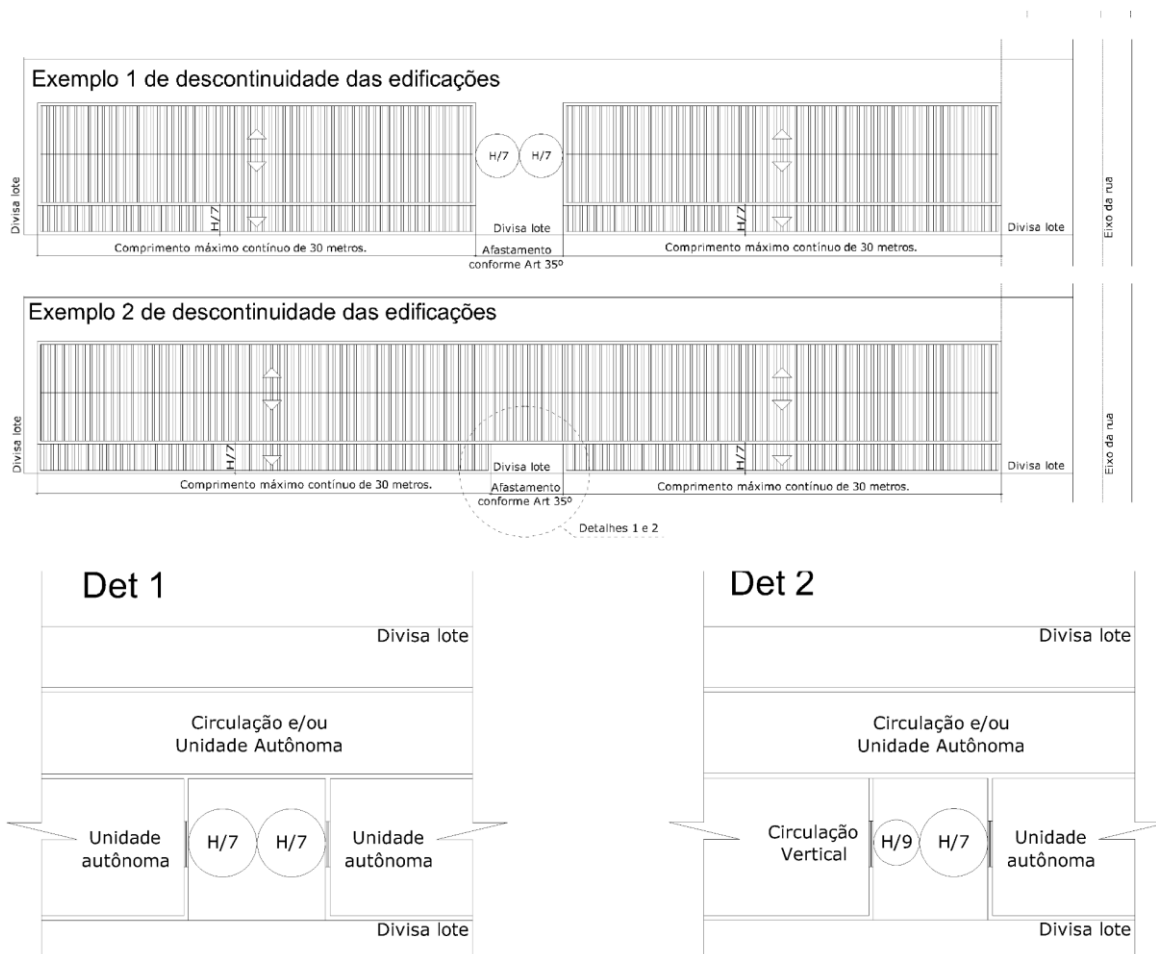 Exemplo 1 de descontinuidade das edificações
H/7 H/7
Divisa lote
H/7
Divisa lote
H/7
Divisa lote
Eixo da rua
Comprimento máximo contínuo de 30 metros.
Afastamento
conforme Art 35º
Comprimento máximo contínuo de 30 metros.
Exemplo 2 de descontinuidade das edificações
Divisa lote
H/7
Divisa lote
H/7
Divisa lote
Eixo da rua
Comprimento máximo contínuo de 30 metros.
Afastamento
conforme Art 35º
Comprimento máximo contínuo de 30 metros.
Detalhes 1 e 2
Det 1
Divisa lote
Circulação e/ou
Unidade Autônoma
Unidade
autônoma
H/7 H/7
Unidade
autônoma
Divisa lote
Det 2
Divisa lote
Circulação e/ou
Unidade Autônoma
Circulação
Vertical
H/9 H/7
Unidade
autônoma
Divisa lote